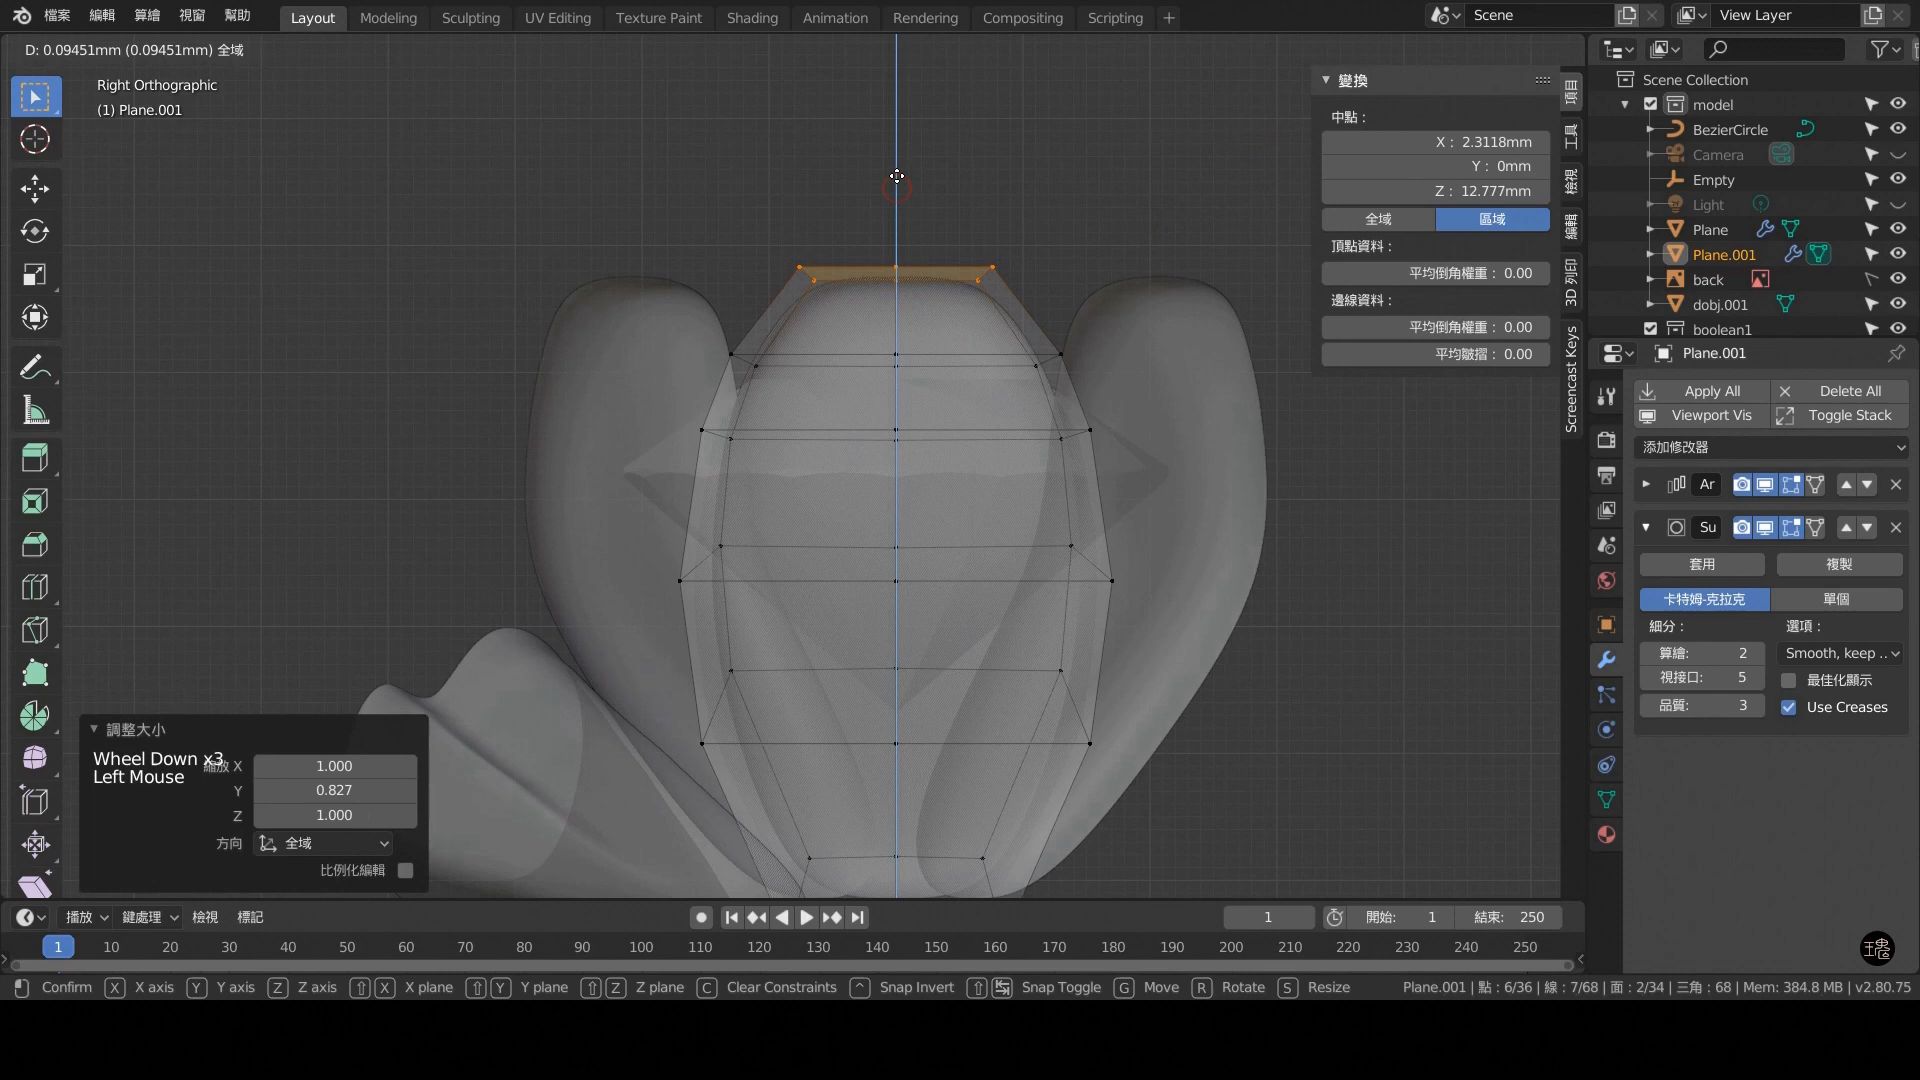 檔案 編輯 算繪 視窗 幫助 Layout Modeling Sculpting UV Editing Texture Paint Shading Animation Rendering Compositing Scripting + Scene View Layer
D: 0.09451mm (0.09451mm) 全域
Right Orthographic
(1) Plane.001
變換
中點：
X： 2.3118mm
Y： 0mm
Z： 12.777mm
全域 區域
頂點資料：
平均倒角權重： 0.00
邊線資料：
平均倒角權重： 0.00
平均皺摺： 0.00
項目
工具
檢視
編輯
3D 列印
Screencast Keys
Scene Collection
model
BezierCircle
Camera
Empty
Light
Plane
Plane.001
back
dobj.001
boolean1
Plane.001
Apply All Delete All
Viewport Vis Toggle Stack
添加修改器
Ar
Su
套用 複製
卡特姆-克拉克 單個
細分： 選項：
算繪: 2 Smooth, keep ..
視接口: 5 最佳化顯示
品質: 3 Use Creases
調整大小
Wheel Down x3
Left Mouse
縮放 X 1.000
Y 0.827
Z 1.000
方向 全域
比例化編輯
播放 鍵處理 檢視 標記 1 開始: 1 結束: 250
1 10 20 30 40 50 60 70 80 90 100 110 120 130 140 150 160 170 180 190 200 210 220 230 240 250
Confirm X X axis Y Y axis Z Z axis X X plane Y Y plane Z Z plane C Clear Constraints Snap Invert Snap Toggle G Move R Rotate S Resize Plane.001 | 點 : 6/36 | 線 : 7/68 | 面 : 2/34 | 三角 : 68 | Mem: 384.8 MB | v2.80.75